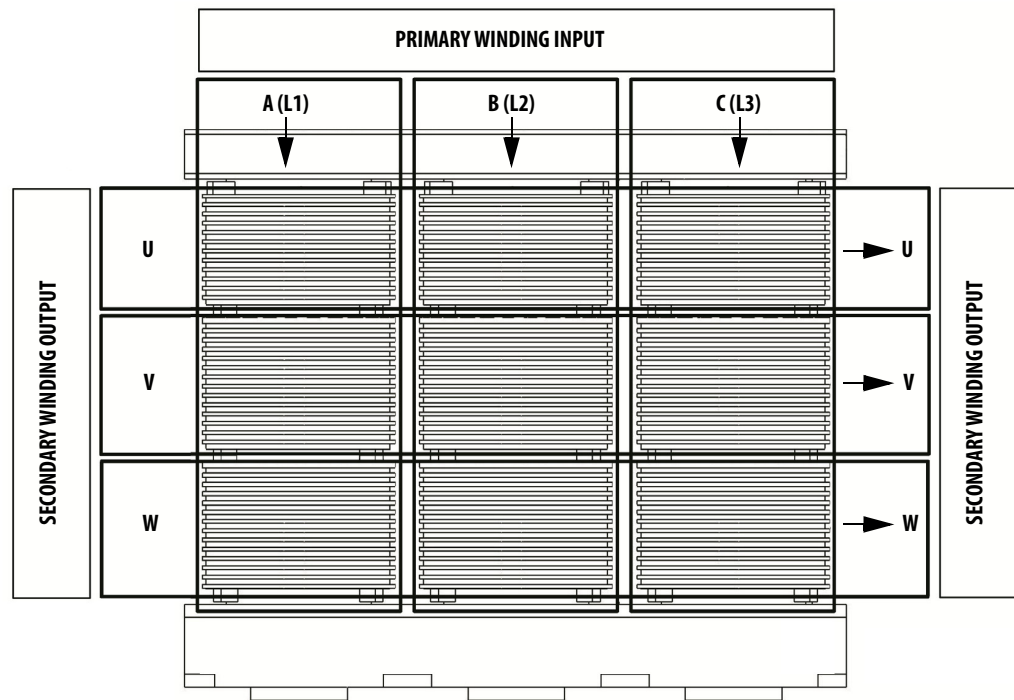 PRIMARY WINDING INPUT
A (L1)
B (L2)
C (L3)
SECONDARY WINDING OUTPUT
U
U
V
V
W
W
SECONDARY WINDING OUTPUT